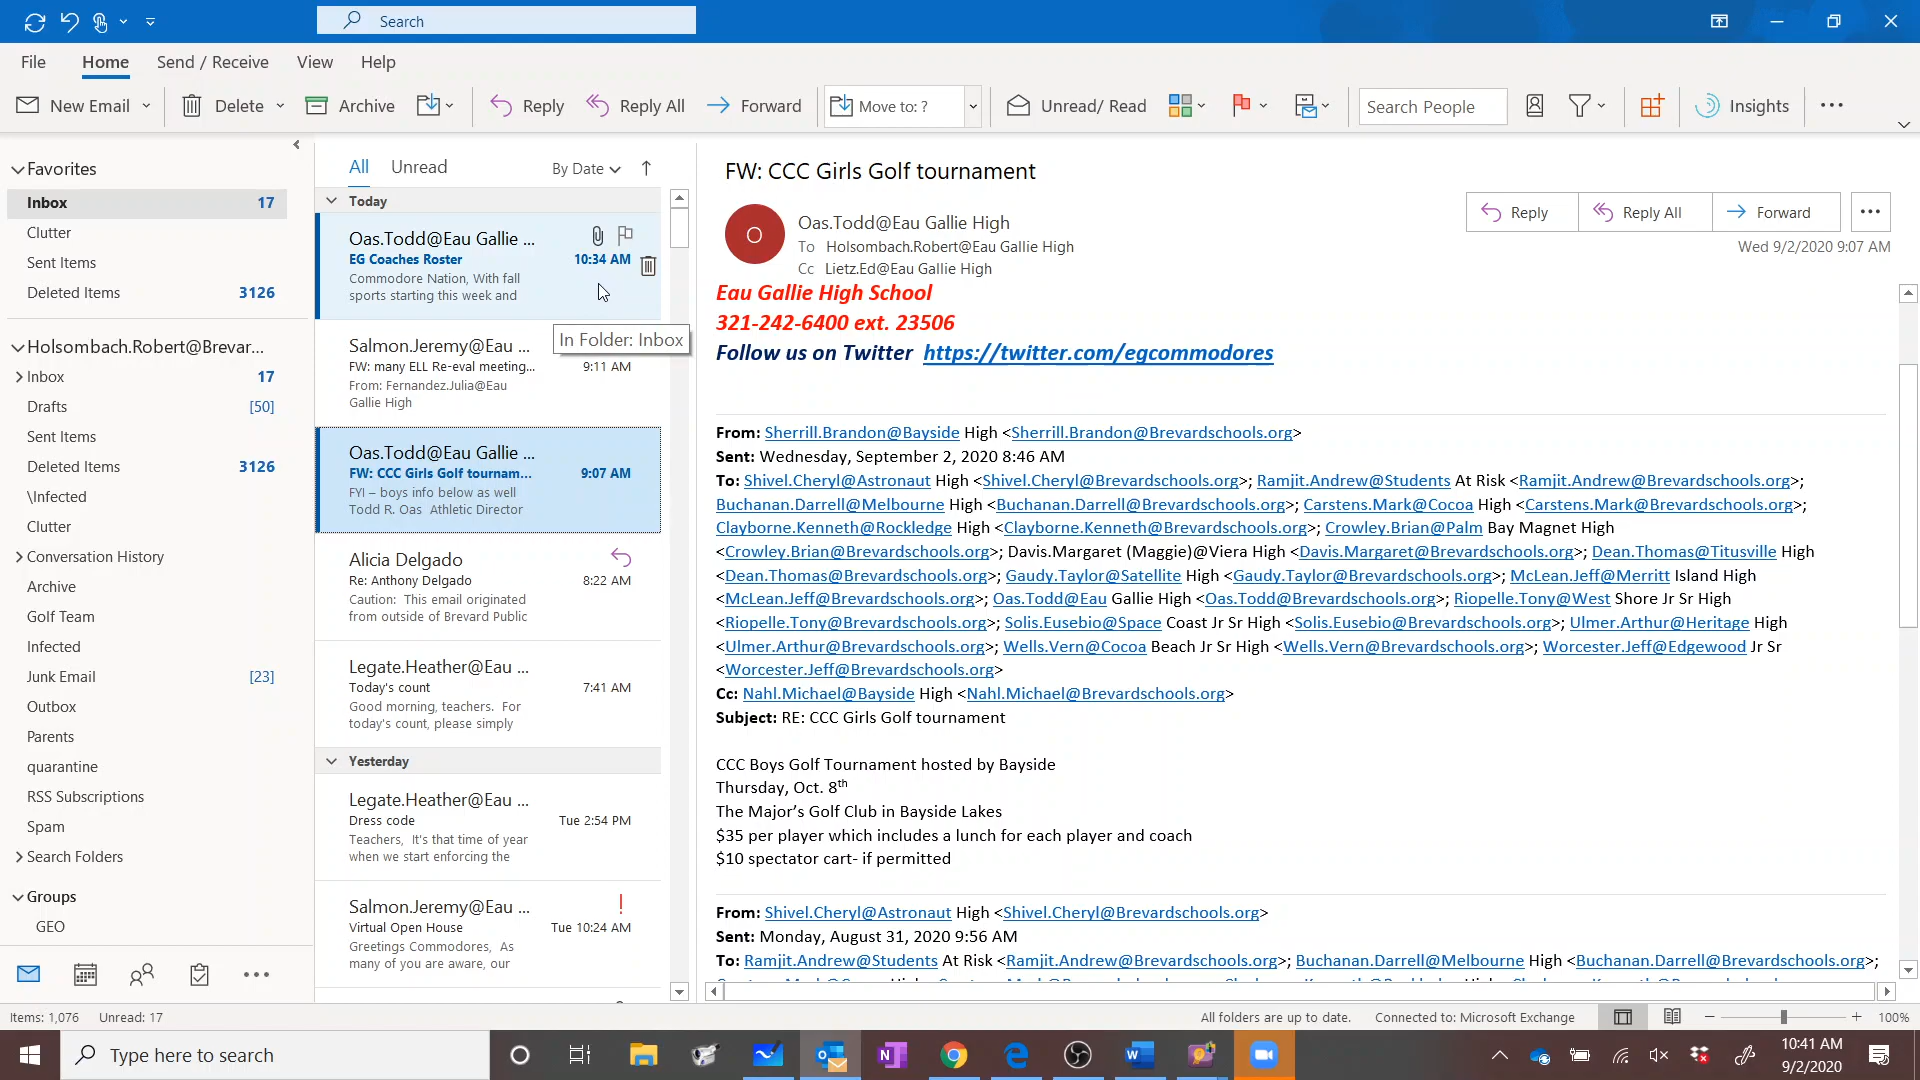 Search
File Home Send / Receive View Help
New Email Delete Archive Reply Reply All Forward Move to: ? Unread/ Read Search People Insights
Favorites
Inbox 17
Clutter
Sent Items
Deleted Items 3126
Holsombach.Robert@Brevar...
Inbox 17
Drafts [50]
Sent Items
Deleted Items 3126
\Infected
Clutter
Conversation History
Archive
Golf Team
Infected
Junk Email [23]
Outbox
Parents
quarantine
RSS Subscriptions
Spam
Search Folders
Groups
GEO
All Unread By Date
Today
Oas.Todd@Eau Gallie ...
EG Coaches Roster 10:34 AM
Commodore Nation, With fall
sports starting this week and
In Folder: Inbox
Salmon.Jeremy@Eau ...
FW: many ELL Re-eval meeting... 9:11 AM
From: Fernandez.Julia@Eau
Gallie High
Oas.Todd@Eau Gallie ...
FW: CCC Girls Golf tournam... 9:07 AM
FYI – boys info below as well
Todd R. Oas Athletic Director
Alicia Delgado
Re: Anthony Delgado 8:22 AM
Caution: This email originated
from outside of Brevard Public
Legate.Heather@Eau ...
Today's count 7:41 AM
Good morning, teachers. For
today's count, please simply
Yesterday
Legate.Heather@Eau ...
Dress code Tue 2:54 PM
Teachers, It's that time of year
when we start enforcing the
Salmon.Jeremy@Eau ...
Virtual Open House Tue 10:24 AM
Greetings Commodores, As
many of you are aware, our
FW: CCC Girls Golf tournament
O
Oas.Todd@Eau Gallie High
To Holsombach.Robert@Eau Gallie High
Cc Lietz.Ed@Eau Gallie High
Reply Reply All Forward
Wed 9/2/2020 9:07 AM
Eau Gallie High School
321-242-6400 ext. 23506
Follow us on Twitter https://twitter.com/egcommodores
From: Sherrill.Brandon@Bayside High <Sherrill.Brandon@Brevardschools.org>
Sent: Wednesday, September 2, 2020 8:46 AM
To: Shivel.Cheryl@Astronaut High <Shivel.Cheryl@Brevardschools.org>; Ramjit.Andrew@Students At Risk <Ramjit.Andrew@Brevardschools.org>;
Buchanan.Darrell@Melbourne High <Buchanan.Darrell@Brevardschools.org>; Carstens.Mark@Cocoa High <Carstens.Mark@Brevardschools.org>;
Clayborne.Kenneth@Rockledge High <Clayborne.Kenneth@Brevardschools.org>; Crowley.Brian@Palm Bay Magnet High
<Crowley.Brian@Brevardschools.org>; Davis.Margaret (Maggie)@Viera High <Davis.Margaret@Brevardschools.org>; Dean.Thomas@Titusville High
<Dean.Thomas@Brevardschools.org>; Gaudy.Taylor@Satellite High <Gaudy.Taylor@Brevardschools.org>; McLean.Jeff@Merritt Island High
<McLean.Jeff@Brevardschools.org>; Oas.Todd@Eau Gallie High <Oas.Todd@Brevardschools.org>; Riopelle.Tony@West Shore Jr Sr High
<Riopelle.Tony@Brevardschools.org>; Solis.Eusebio@Space Coast Jr Sr High <Solis.Eusebio@Brevardschools.org>; Ulmer.Arthur@Heritage High
<Ulmer.Arthur@Brevardschools.org>; Wells.Vern@Cocoa Beach Jr Sr High <Wells.Vern@Brevardschools.org>; Worcester.Jeff@Edgewood Jr Sr
<Worcester.Jeff@Brevardschools.org>
Cc: Nahl.Michael@Bayside High <Nahl.Michael@Brevardschools.org>
Subject: RE: CCC Girls Golf tournament
CCC Boys Golf Tournament hosted by Bayside
Thursday, Oct. 8th
The Major's Golf Club in Bayside Lakes
$35 per player which includes a lunch for each player and coach
$10 spectator cart- if permitted
From: Shivel.Cheryl@Astronaut High <Shivel.Cheryl@Brevardschools.org>
Sent: Monday, August 31, 2020 9:56 AM
To: Ramjit.Andrew@Students At Risk <Ramjit.Andrew@Brevardschools.org>; Buchanan.Darrell@Melbourne High <Buchanan.Darrell@Brevardschools.org>;
Items: 1,076 Unread: 17 All folders are up to date. Connected to: Microsoft Exchange 100%
Type here to search
10:41 AM
9/2/2020